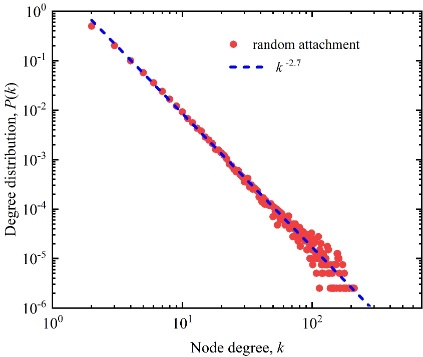 10^0
10^-1
10^-2
10^-3
10^-4
10^-5
10^-6
Degree distribution, P(k)
random attachment
k^-2.7
10^0 10^1 10^2
Node degree, k